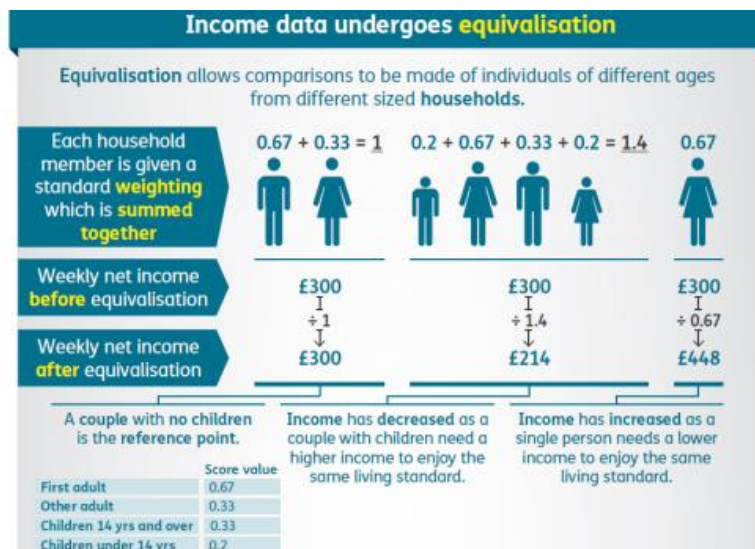 Income data undergoes equivalisation
Equivalisation allows comparisons to be made of individuals of different ages
from different sized households.
Each household
member is given a
standard weighting
which is summed
together
0.67 + 0.33 = 1
0.2 + 0.67 + 0.33 + 0.2 = 1.4
0.67
Weekly net income
before equivalisation
£300
£300
£300
÷ 1
÷ 1.4
÷ 0.67
Weekly net income
after equivalisation
£300
£214
£448
A couple with no children
is the reference point.
Income has decreased as a
couple with children need a
higher income to enjoy the
same living standard.
Income has increased as a
single person needs a lower
income to enjoy the same
living standard.
Score value
First adult 0.67
Other adult 0.33
Children 14 yrs and over 0.33
Children under 14 yrs 0.2